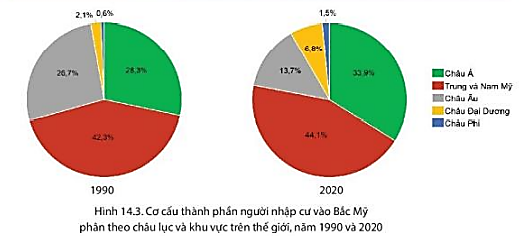 2,1%
0,6%
26,7%
28,3%
42,3%
1990
1,5%
6,8%
13,7%
33,9%
44,1%
2020
Châu Á
Trung và Nam Mỹ
Châu Âu
Châu Đại Dương
Châu Phi
Hình 14.3. Cơ cấu thành phần người nhập cư vào Bắc Mỹ
phân theo châu lục và khu vực trên thế giới, năm 1990 và 2020